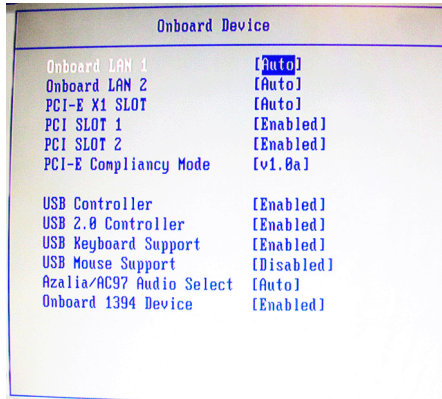 Onboard Device
Onboard LAN 1 [Auto]
Onboard LAN 2 [Auto]
PCI-E X1 SLOT [Auto]
PCI SLOT 1 [Enabled]
PCI SLOT 2 [Enabled]
PCI-E Compliancy Mode [v1.0a]
USB Controller [Enabled]
USB 2.0 Controller [Enabled]
USB Keyboard Support [Enabled]
USB Mouse Support [Disabled]
Azalia/AC97 Audio Select [Auto]
Onboard 1394 Device [Enabled]